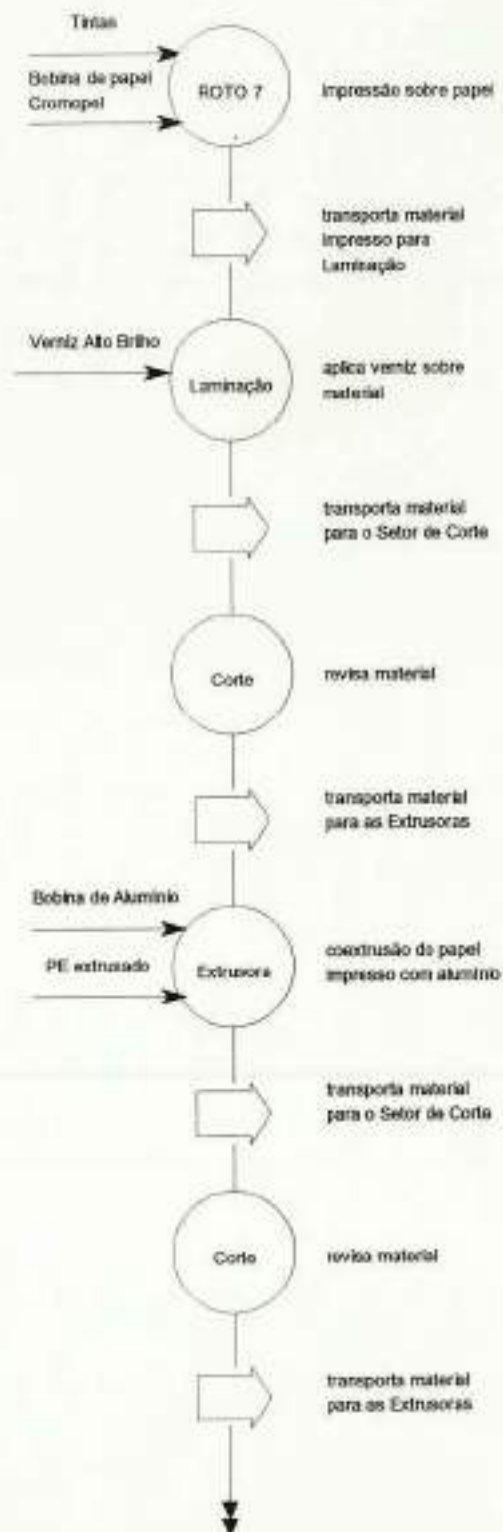 Tintas
Bobina de papel
Cromopel
ROTO 7
Impressão sobre papel
transporta material
Impresso para
Laminação
Verniz Alto Brilho
Laminação
aplica verniz sobre
material
transporta material
para o Setor de Corte
Corte
revisa material
transporta material
para as Extrusoras
Bobina de Alumínio
PE extrusado
Extrusora
coextrusão do papel
impresso com alumínio
transporta material
para o Setor de Corte
Corte
revisa material
transporta material
para as Extrusoras